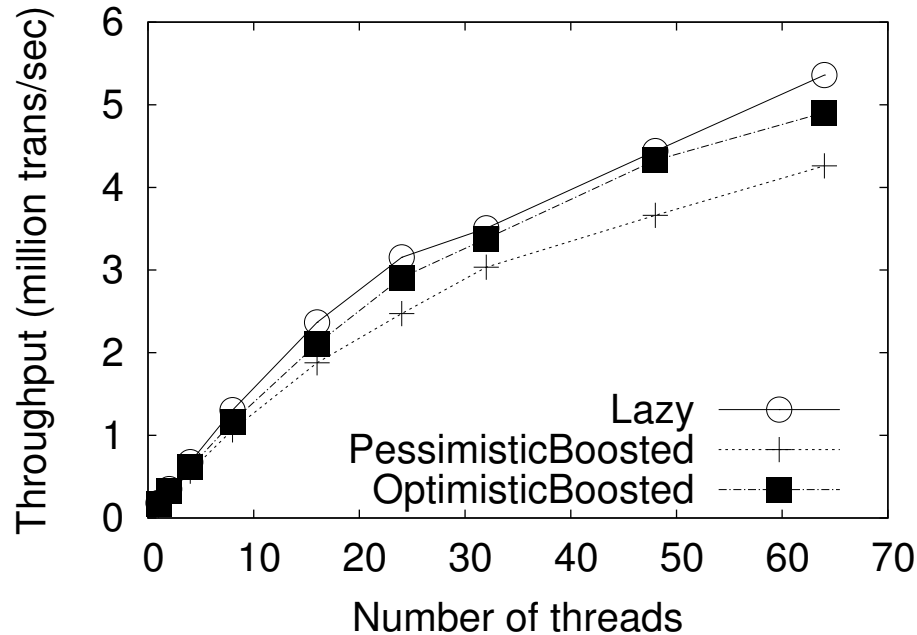 Throughput (million trans/sec)
6
5
4
3
2
1
0
Lazy
PessimisticBoosted
OptimisticBoosted
0 10 20 30 40 50 60 70
Number of threads